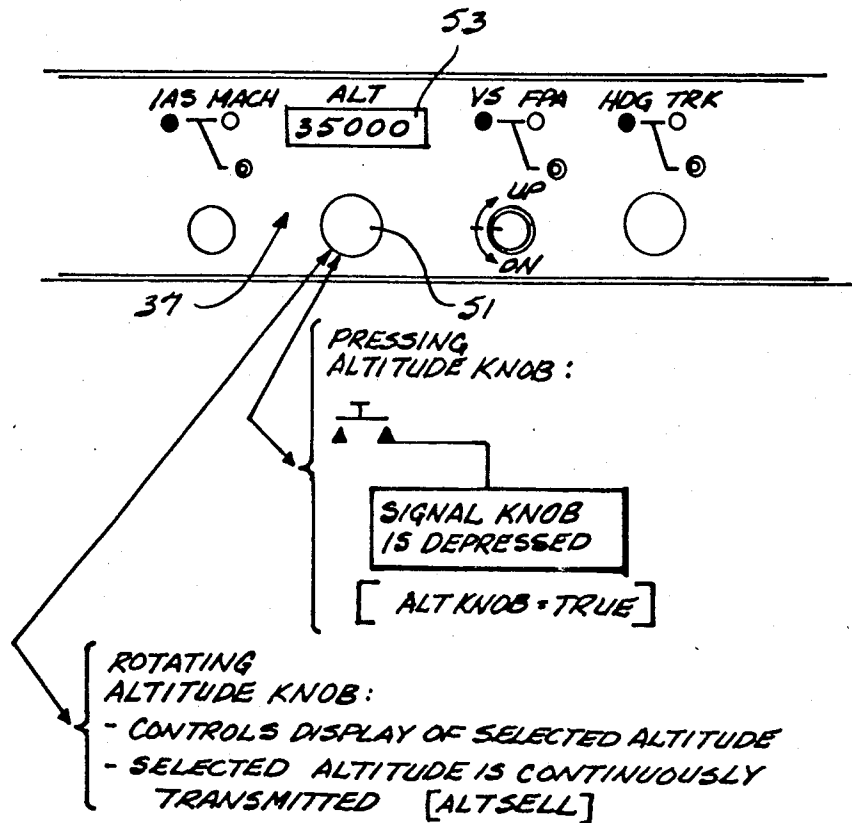 53
IAS MACH ALT VS FPA HDG TRK
35000
UP
DN
37 51
PRESSING
ALTITUDE KNOB:
SIGNAL KNOB
IS DEPRESSED
[ ALT KNOB = TRUE ]
ROTATING
ALTITUDE KNOB:
- CONTROLS DISPLAY OF SELECTED ALTITUDE
- SELECTED ALTITUDE IS CONTINUOUSLY
TRANSMITTED [ALTSELL]